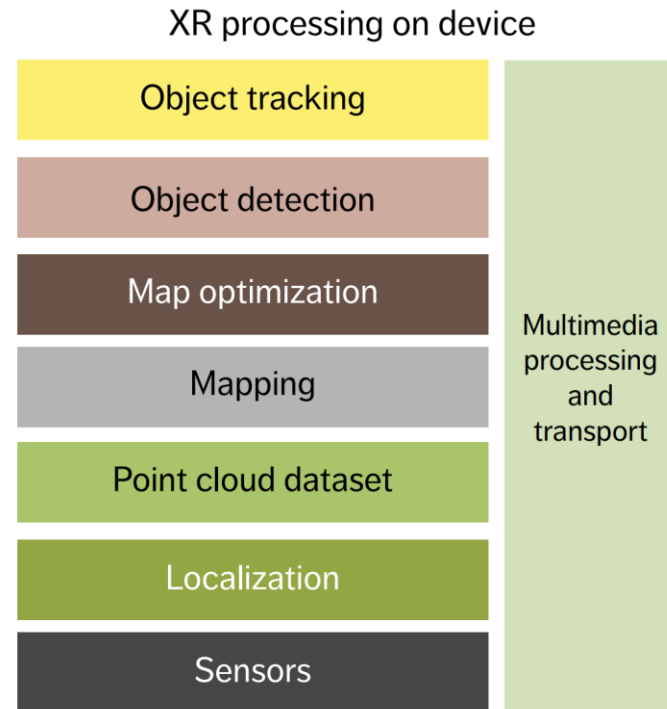 XR processing on device
Object tracking
Object detection
Map optimization
Mapping
Point cloud dataset
Localization
Sensors
Multimedia
processing
and
transport